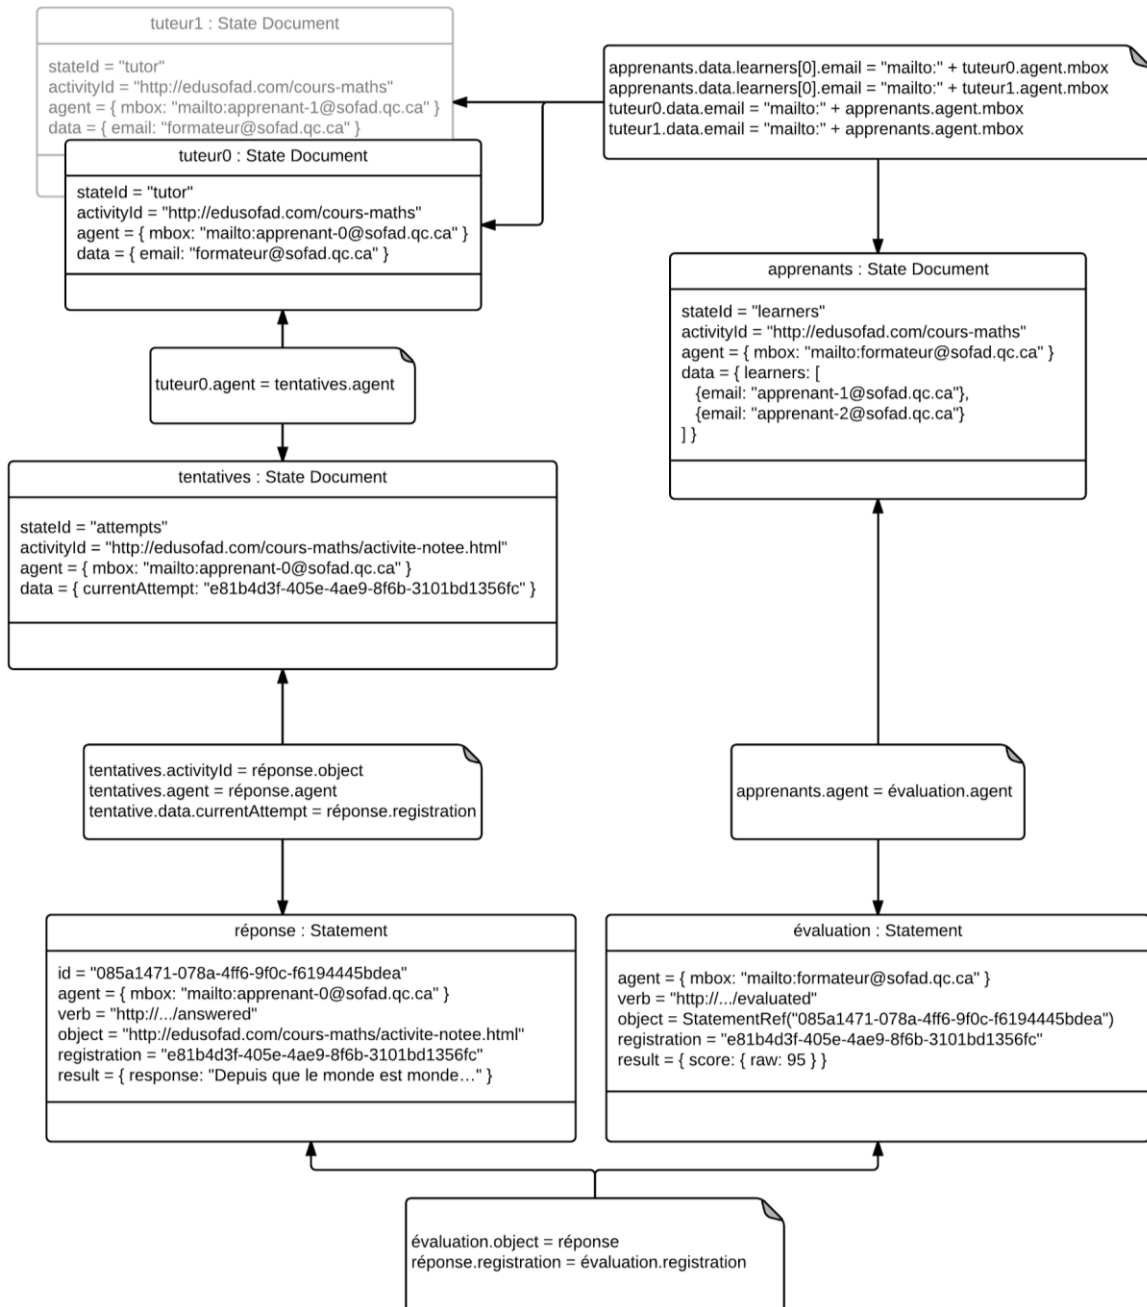 tuteur1 : State Document
stateId = "tutor"
activityId = "http://edusofad.com/cours-maths"
agent = { mbox: "mailto:apprenant-1@sofad.qc.ca" }
data = { email: "formateur@sofad.qc.ca" }
apprenants.data.learners[0].email = "mailto:" + tuteur0.agent.mbox
apprenants.data.learners[0].email = "mailto:" + tuteur1.agent.mbox
tuteur0.data.email = "mailto:" + apprenants.agent.mbox
tuteur1.data.email = "mailto:" + apprenants.agent.mbox
tuteur0 : State Document
stateId = "tutor"
activityId = "http://edusofad.com/cours-maths"
agent = { mbox: "mailto:apprenant-0@sofad.qc.ca" }
data = { email: "formateur@sofad.qc.ca" }
apprenants : State Document
stateId = "learners"
activityId = "http://edusofad.com/cours-maths"
agent = { mbox: "mailto:formateur@sofad.qc.ca" }
data = { learners: [
{email: "apprenant-1@sofad.qc.ca"},
{email: "apprenant-2@sofad.qc.ca"}
] }
tuteur0.agent = tentatives.agent
tentatives : State Document
stateId = "attempts"
activityId = "http://edusofad.com/cours-maths/activite-notee.html"
agent = { mbox: "mailto:apprenant-0@sofad.qc.ca" }
data = { currentAttempt: "e81b4d3f-405e-4ae9-8f6b-3101bd1356fc" }
tentatives.activityId = réponse.object
tentatives.agent = réponse.agent
tentative.data.currentAttempt = réponse.registration
apprenants.agent = évaluation.agent
réponse : Statement
id = "085a1471-078a-4ff6-9f0c-f6194445bdea"
agent = { mbox: "mailto:apprenant-0@sofad.qc.ca" }
verb = "http://.../answered"
object = "http://edusofad.com/cours-maths/activite-notee.html"
registration = "e81b4d3f-405e-4ae9-8f6b-3101bd1356fc"
result = { response: "Depuis que le monde est monde…" }
évaluation : Statement
agent = { mbox: "mailto:formateur@sofad.qc.ca" }
verb = "http://.../evaluated"
object = StatementRef("085a1471-078a-4ff6-9f0c-f6194445bdea")
registration = "e81b4d3f-405e-4ae9-8f6b-3101bd1356fc"
result = { score: { raw: 95 } }
évaluation.object = réponse
réponse.registration = évaluation.registration